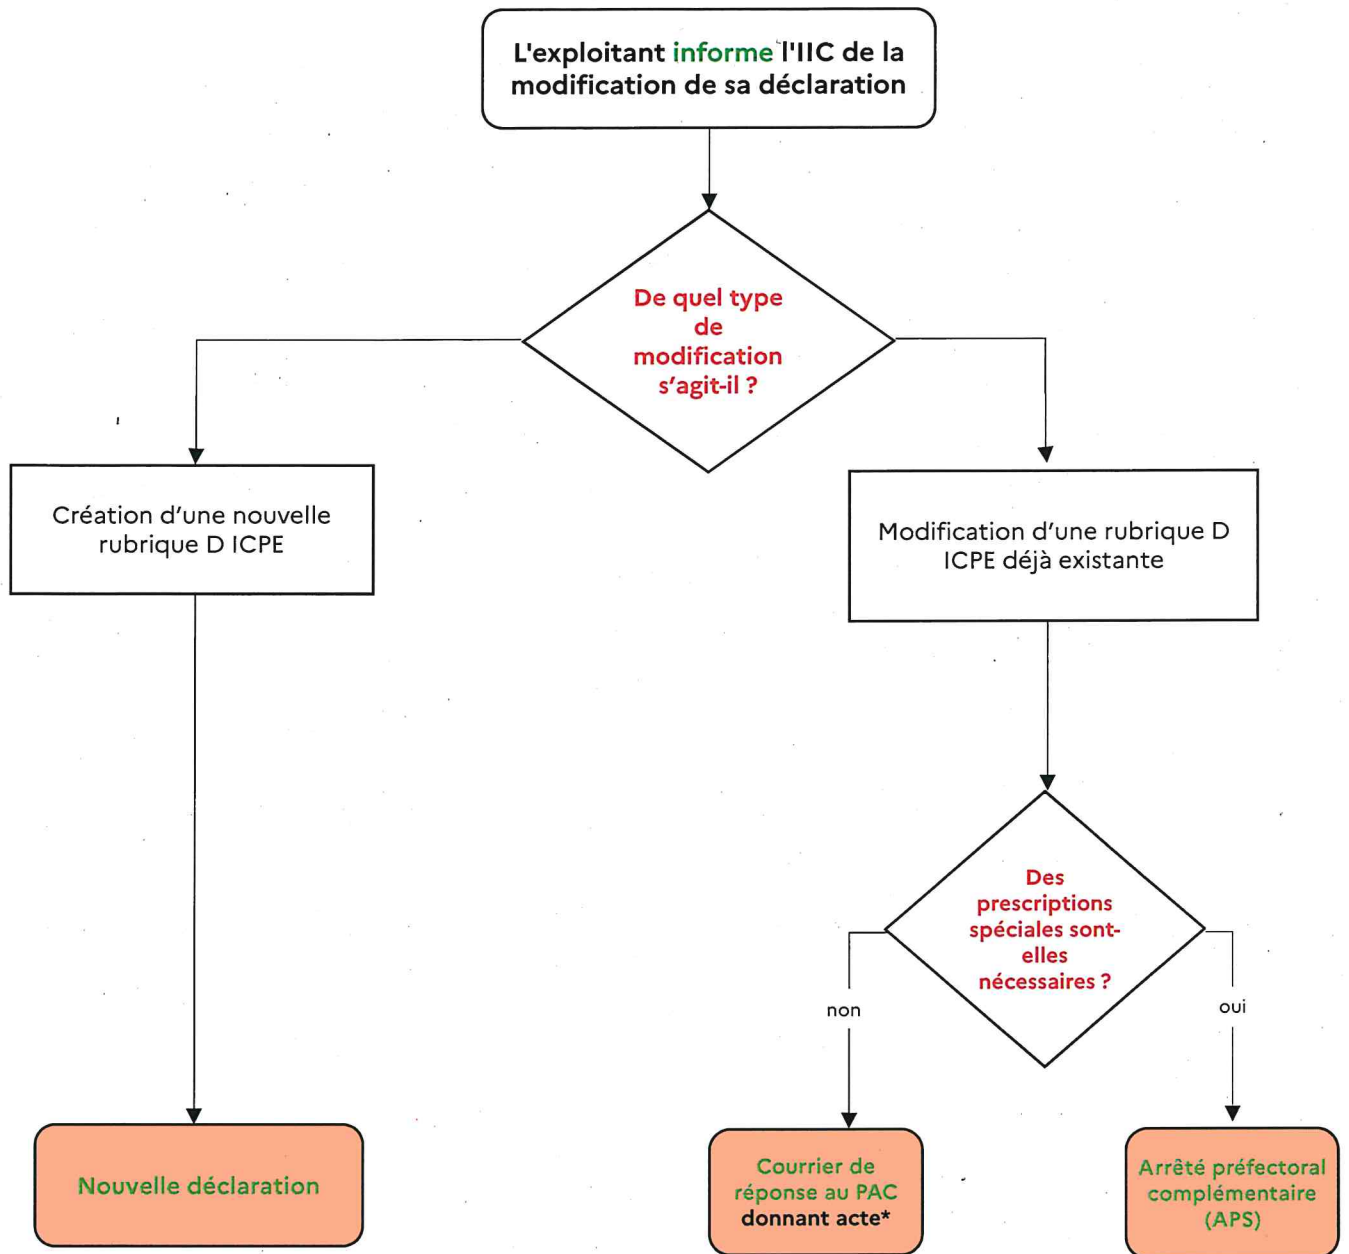 L'exploitant informe l'IIC de la
modification de sa déclaration
De quel type
de
modification
s'agit-il ?
Création d'une nouvelle
rubrique D ICPE
Modification d'une rubrique D
ICPE déjà existante
Des
prescriptions
spéciales sont-
elles
nécessaires ?
non
oui
Nouvelle déclaration
Courrier de
réponse au PAC
donnant acte*
Arrêté préfectoral
complémentaire
(APS)